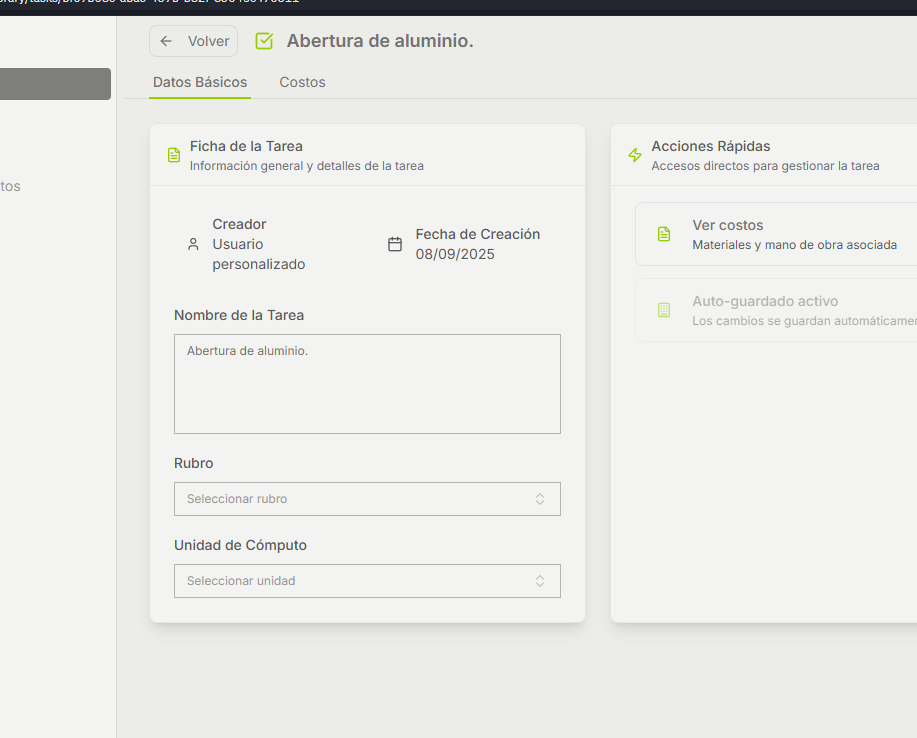 Volver
Abertura de aluminio.
Datos Básicos
Costos
tos
Ficha de la Tarea
Información general y detalles de la tarea
Creador
Usuario
personalizado
Fecha de Creación
08/09/2025
Nombre de la Tarea
Abertura de aluminio.
Rubro
Seleccionar rubro
Unidad de Cómputo
Seleccionar unidad
Acciones Rápidas
Accesos directos para gestionar la tarea
Ver costos
Materiales y mano de obra asociada
Auto-guardado activo
Los cambios se guardan automáticamen